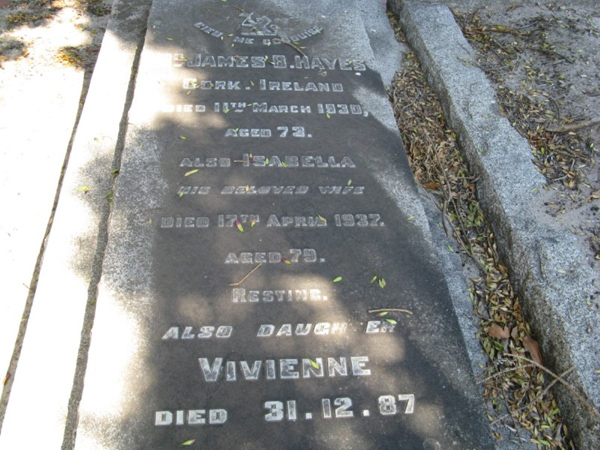 JAMES B. HAYES
CORK. IRELAND
DIED 11TH MARCH 1930,
AGED 73.
ALSO ISABELLA
HIS BELOVED WIFE
DIED 17TH APRIL 1937.
AGED 79.
RESTING.
ALSO DAUGHTER
VIVIENNE
DIED 31.12.87